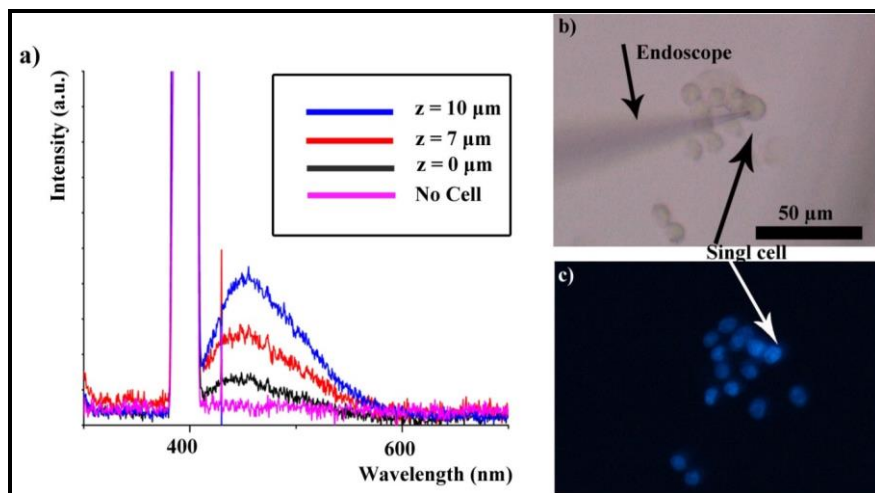 a)
Intensity (a.u.)
z = 10 µm
z = 7 µm
z = 0 µm
No Cell
400
600
Wavelength (nm)
b)
Endoscope
50 µm
Singl cell
c)